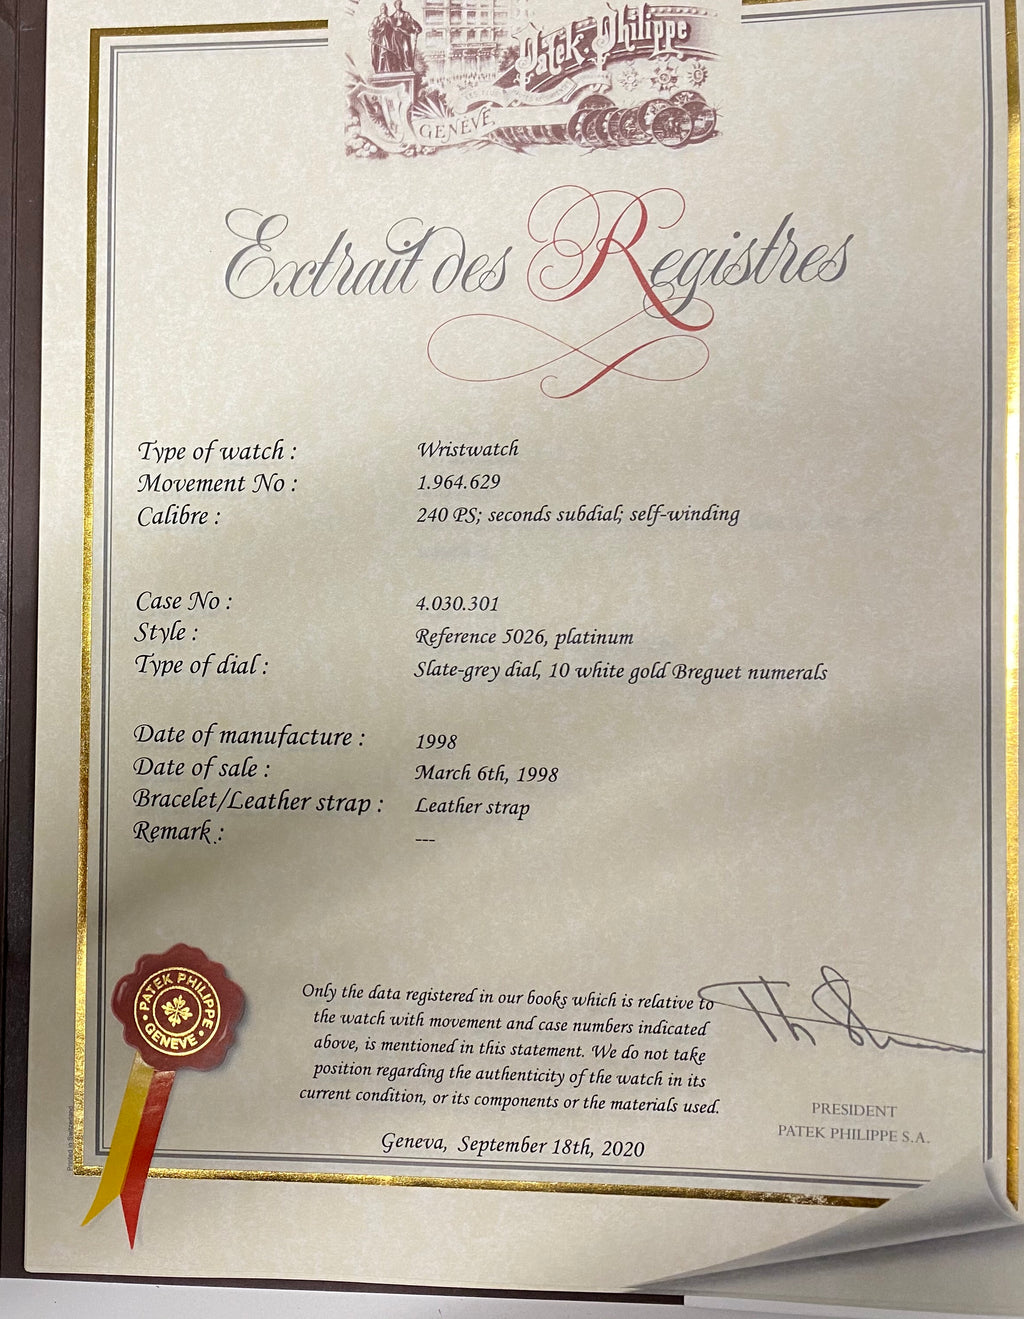 Patek Philippe
GENÈVE
Extrait des Registres
Type of watch : Wristwatch
Movement No : 1.964.629
Calibre : 240 PS; seconds subdial; self-winding
Case No : 4.030.301
Style : Reference 5026, platinum
Type of dial : Slate-grey dial, 10 white gold Breguet numerals
Date of manufacture : 1998
Date of sale : March 6th, 1998
Bracelet/Leather strap : Leather strap
Remark : ---
PATEK PHILIPPE
GENEVE
Only the data registered in our books which is relative to
the watch with movement and case numbers indicated
above, is mentioned in this statement. We do not take
position regarding the authenticity of the watch in its
current condition, or its components or the materials used.
PRESIDENT
PATEK PHILIPPE S.A.
Geneva, September 18th, 2020
Printed in Switzerland